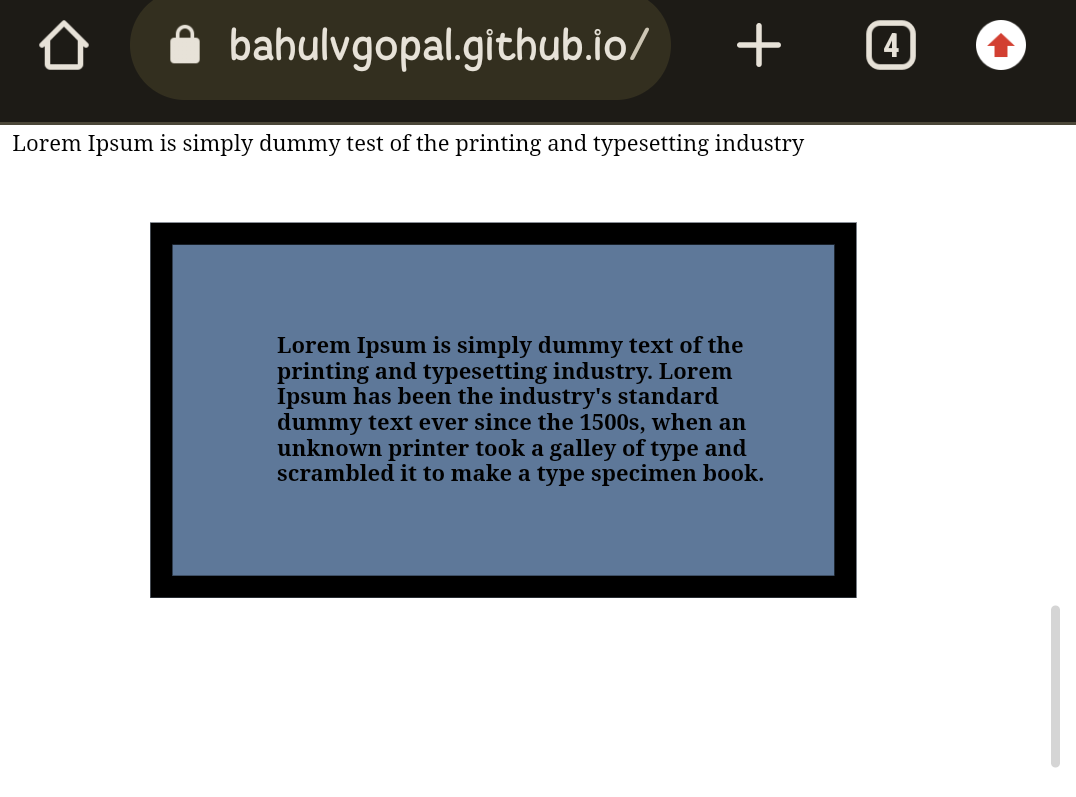 bahulvgopal.github.io/
4
Lorem Ipsum is simply dummy test of the printing and typesetting industry
Lorem Ipsum is simply dummy text of the
printing and typesetting industry. Lorem
Ipsum has been the industry's standard
dummy text ever since the 1500s, when an
unknown printer took a galley of type and
scrambled it to make a type specimen book.